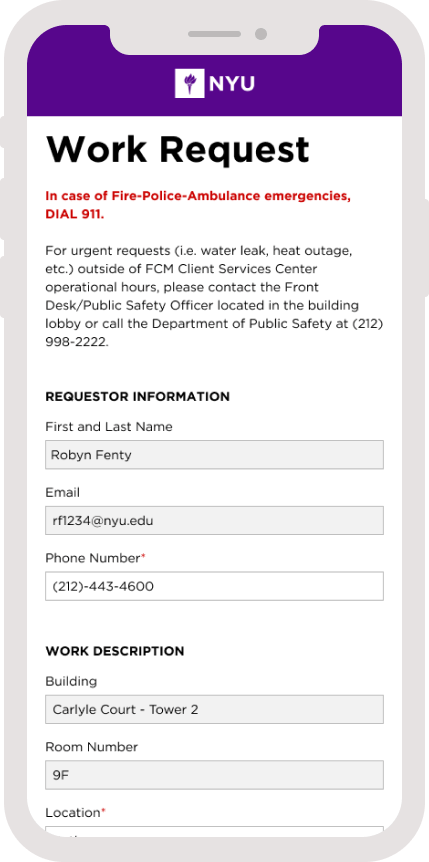 NYU
Work Request
In case of Fire-Police-Ambulance emergencies,
DIAL 911.
For urgent requests (i.e. water leak, heat outage,
etc.) outside of FCM Client Services Center
operational hours, please contact the Front
Desk/Public Safety Officer located in the building
lobby or call the Department of Public Safety at (212)
998-2222.
REQUESTOR INFORMATION
First and Last Name
Robyn Fenty
Email
rf1234@nyu.edu
Phone Number*
(212)-443-4600
WORK DESCRIPTION
Building
Carlyle Court - Tower 2
Room Number
9F
Location*